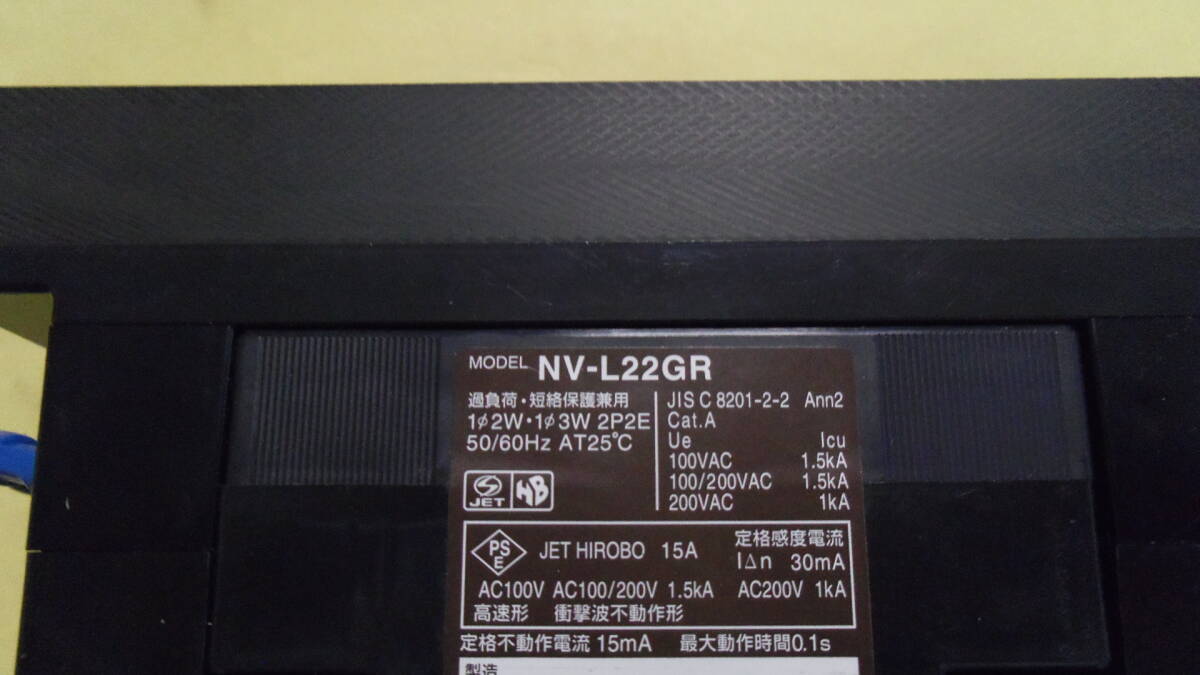 MODEL NV-L22GR
過負荷・短絡保護兼用
1φ2W・1φ3W 2P2E
50/60Hz AT25℃
JET HB
JIS C 8201-2-2 Ann2
Cat.A
Ue Icu
100VAC 1.5kA
100/200VAC 1.5kA
200VAC 1kA
PS
E
JET HIROBO 15A
定格感度電流
IΔn 30mA
AC100V AC100/200V 1.5kA AC200V 1kA
高速形 衝撃波不動作形
定格不動作電流 15mA 最大動作時間0.1s
製造